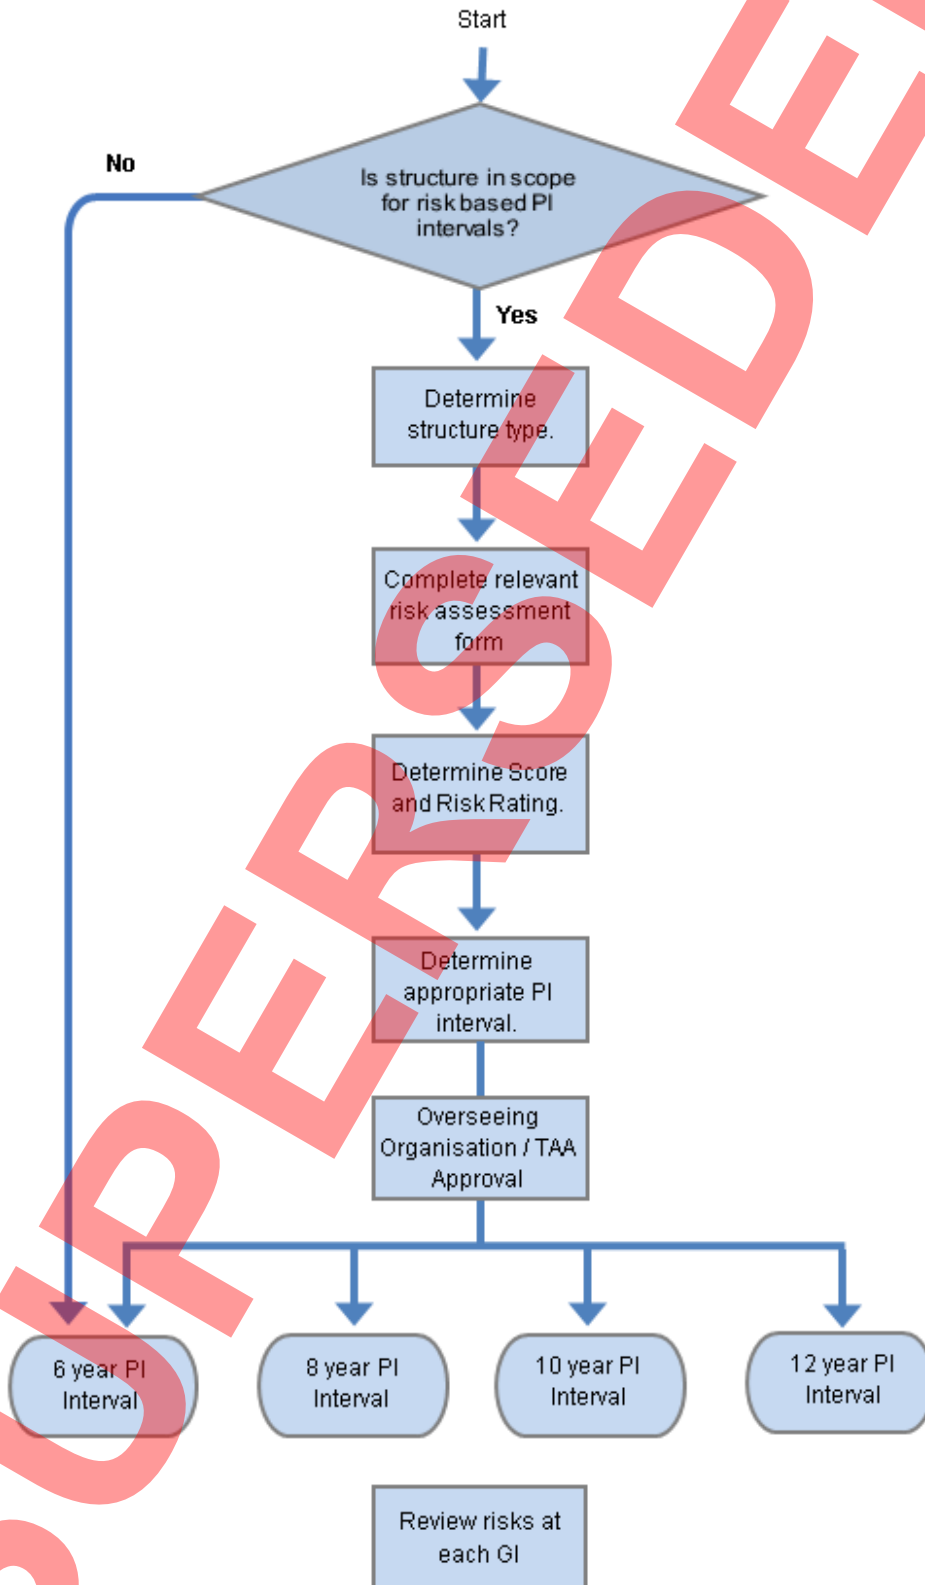 Start
No
Is structure in scope
for risk based PI
intervals?
Yes
Determine
structure type.
Complete relevant
risk assessment
form
Determine Score
and Risk Rating.
Determine
appropriate PI
interval.
Overseeing
Organisation / TAA
Approval
6 year PI
Interval
8 year PI
Interval
10 year PI
Interval
12 year PI
Interval
Review risks at
each GI
SUPERSEDED